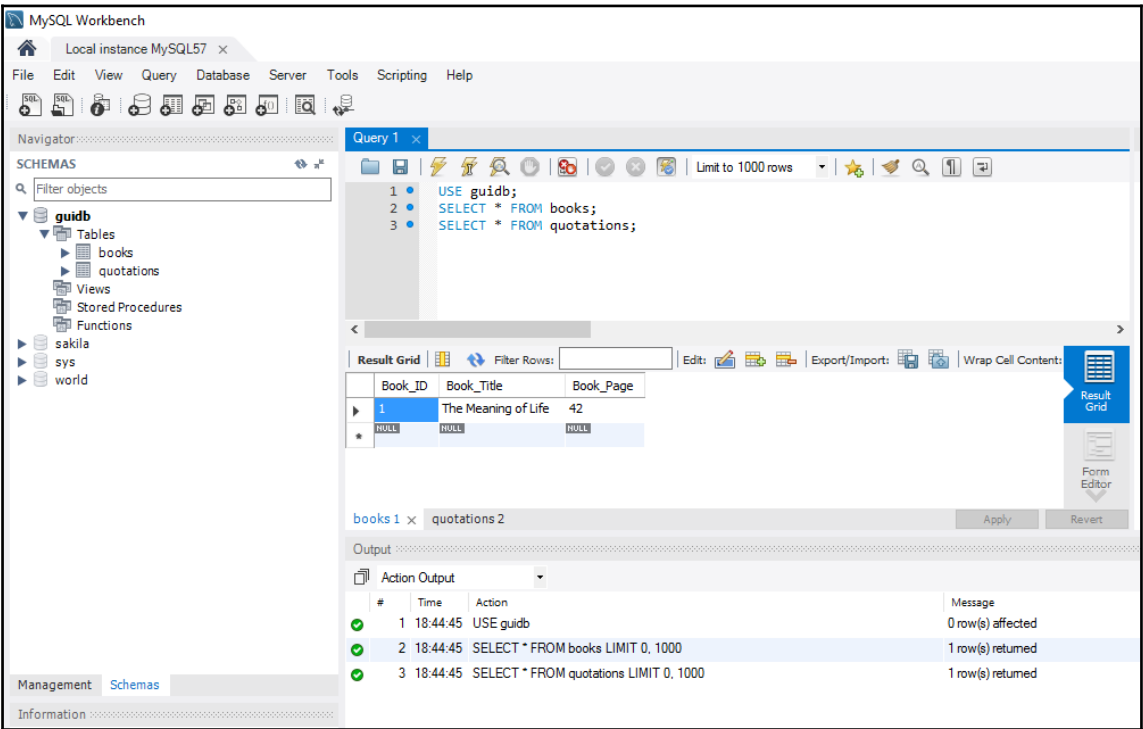 MySQL Workbench
Local instance MySQL57 ×
File Edit View Query Database Server Tools Scripting Help
Navigator
SCHEMAS
Filter objects
guidb
Tables
books
quotations
Views
Stored Procedures
Functions
sakila
sys
world
Management Schemas
Information
Query 1 ×
Limit to 1000 rows
1 USE guidb;
2 SELECT * FROM books;
3 SELECT * FROM quotations;
Result Grid Filter Rows: Edit: Export/Import: Wrap Cell Content:
Book_ID Book_Title Book_Page
1 The Meaning of Life 42
* NULL NULL NULL
Result
Grid
Form
Editor
books 1 × quotations 2 Apply Revert
Output
Action Output
# Time Action Message
1 18:44:45 USE guidb 0 row(s) affected
2 18:44:45 SELECT * FROM books LIMIT 0, 1000 1 row(s) returned
3 18:44:45 SELECT * FROM quotations LIMIT 0, 1000 1 row(s) returned